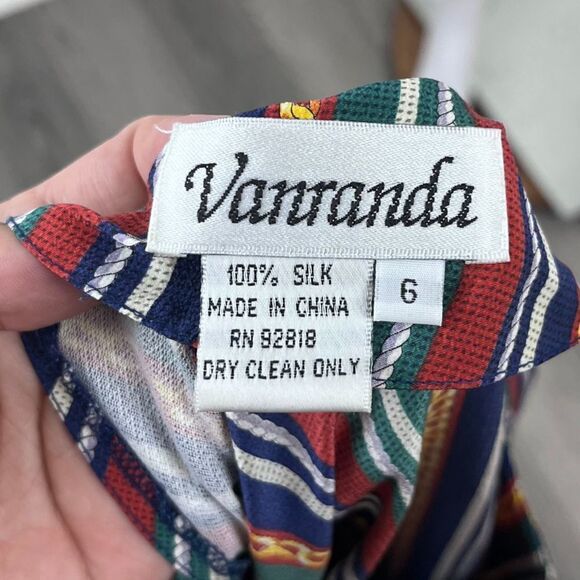 Vanranda
100% SILK
MADE IN CHINA
RN 92818
DRY CLEAN ONLY
6